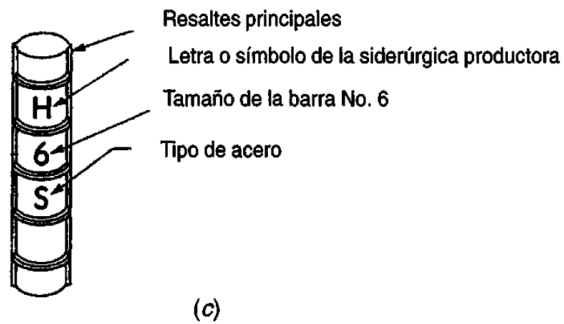 Resaltes principales
Letra o símbolo de la siderúrgica productora
H
Tamaño de la barra No. 6
6
Tipo de acero
S
(c)